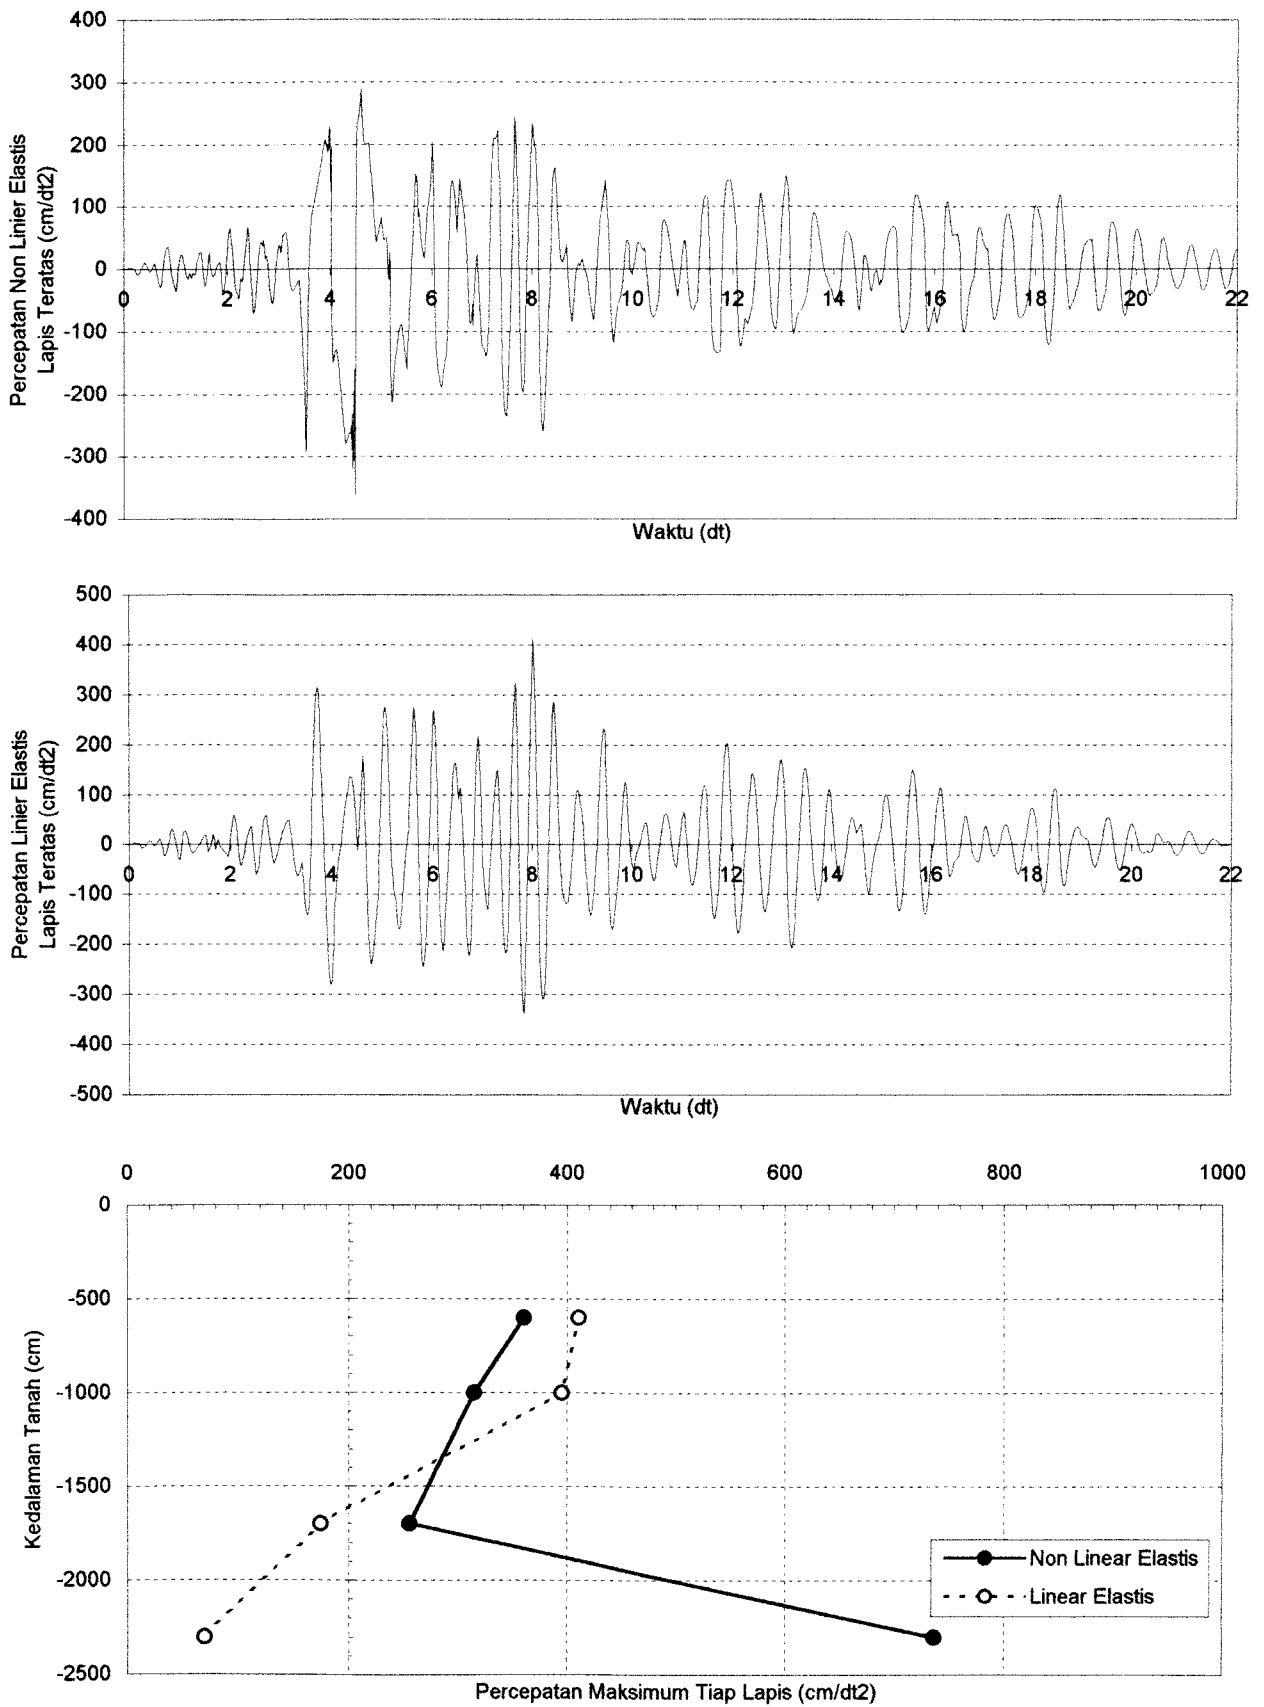 400
300
200
100
0
-100
-200
-300
-400
0 2 4 6 8 10 12 14 16 18 20 22
Percepatan Non Linier Elastis
Lapis Teratas (cm/dt2)
Waktu (dt)
500
400
300
200
100
0
-100
-200
-300
-400
-500
0 2 4 6 8 10 12 14 16 18 20 22
Percepatan Linier Elastis
Lapis Teratas (cm/dt2)
Waktu (dt)
0 200 400 600 800 1000
0
-500
-1000
-1500
-2000
-2500
Kedalaman Tanah (cm)
Non Linear Elastis
Linear Elastis
Percepatan Maksimum Tiap Lapis (cm/dt2)